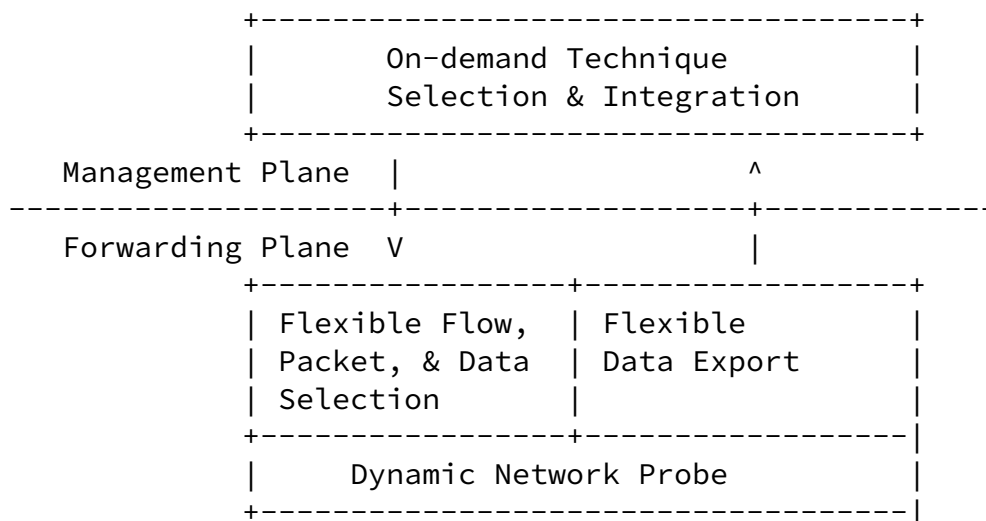 On-demand Technique
Selection & Integration
Management Plane
Forwarding Plane V
Flexible Flow, Flexible
Packet, & Data Data Export
Selection
Dynamic Network Probe